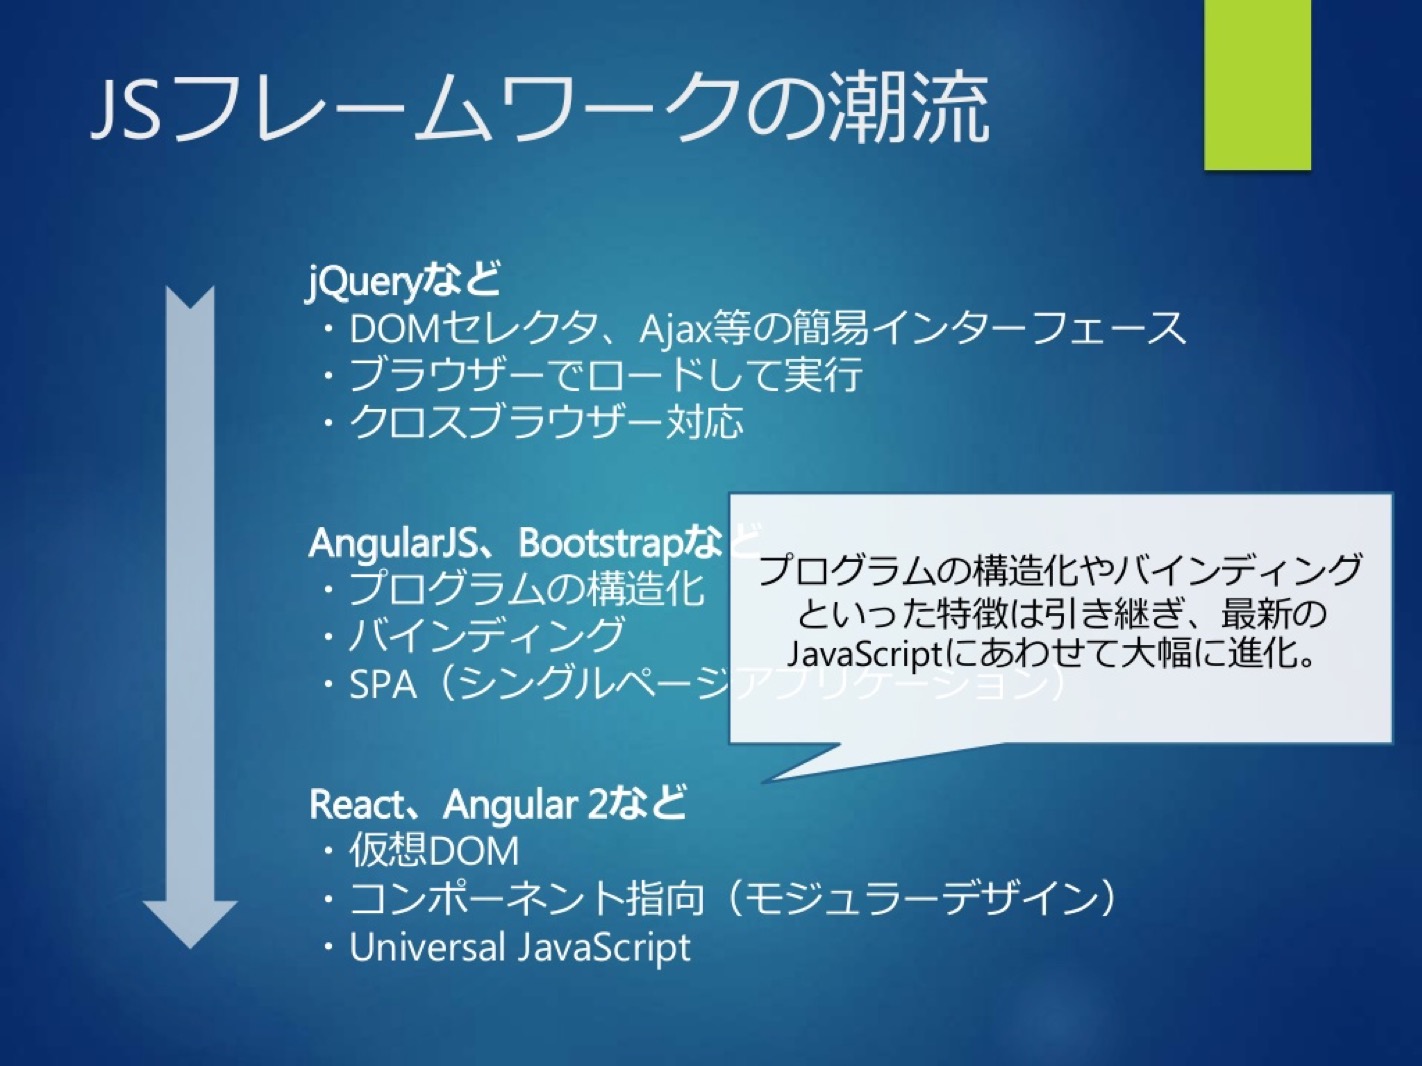 JSフレームワークの潮流
jQueryなど
・DOMセレクタ、Ajax等の簡易インターフェース
・ブラウザーでロードして実行
・クロスブラウザー対応
AngularJS、Bootstrapなど
・プログラムの構造化
・バインディング
・SPA（シングルページアプリケーション）
プログラムの構造化やバインディング
といった特徴は引き継ぎ、最新の
JavaScriptにあわせて大幅に進化。
React、Angular 2など
・仮想DOM
・コンポーネント指向（モジュラーデザイン）
・Universal JavaScript